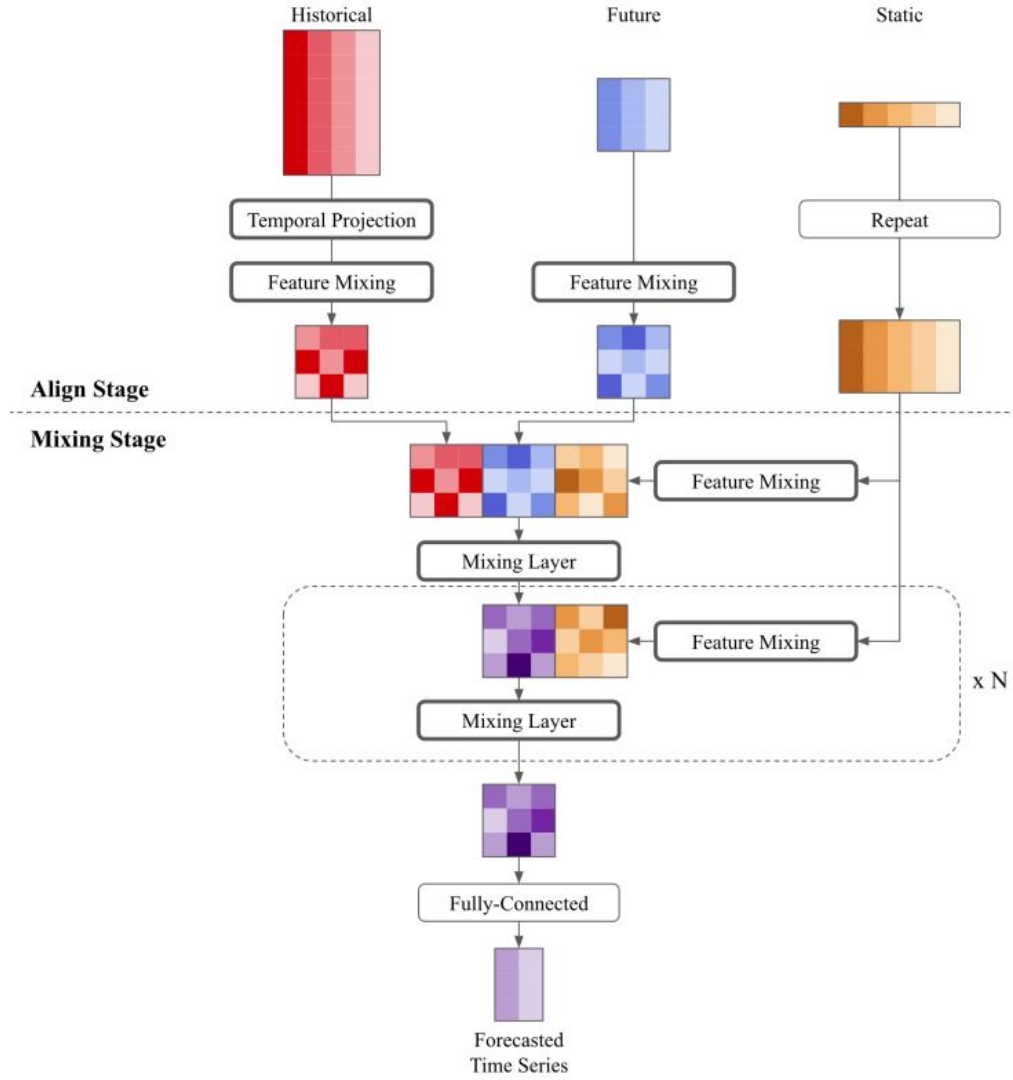 Historical
Future
Static
Temporal Projection
Repeat
Feature Mixing
Feature Mixing
Align Stage
Mixing Stage
Feature Mixing
Mixing Layer
Feature Mixing
x N
Mixing Layer
Fully-Connected
Forecasted
Time Series